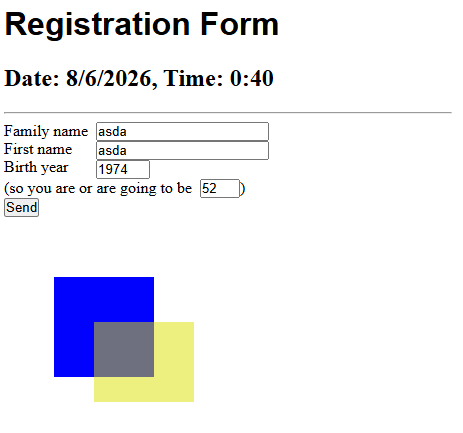 Registration Form
Date: 8/6/2026, Time: 0:40
Family name asda
First name asda
Birth year 1974
(so you are or are going to be 52)
Send